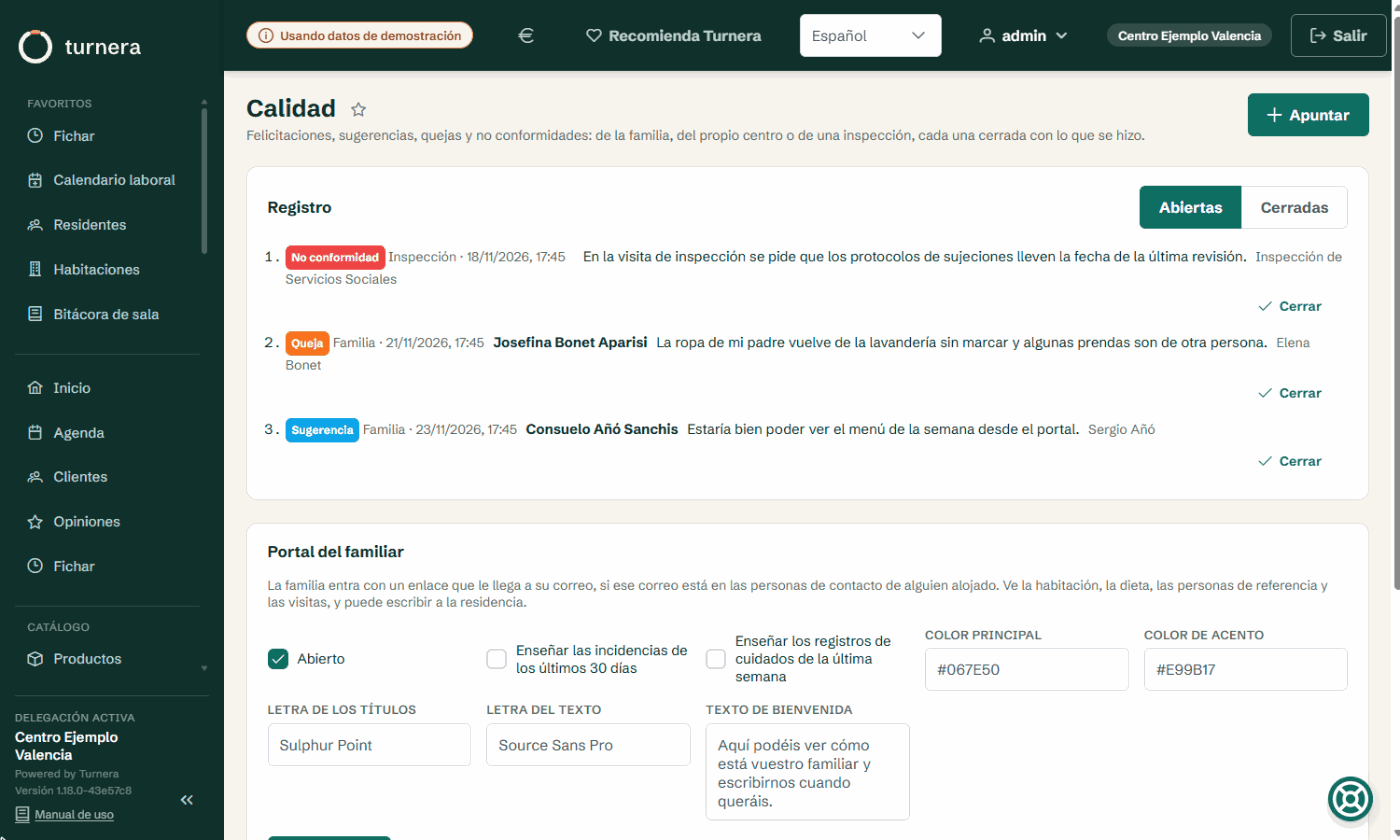 turnera
Usando datos de demostración
€
Recomienda Turnera
Español
admin
Centro Ejemplo Valencia
Salir
FAVORITOS
Fichar
Calendario laboral
Residentes
Habitaciones
Bitácora de sala
Inicio
Agenda
Clientes
Opiniones
Fichar
CATÁLOGO
Productos
DELEGACIÓN ACTIVA
Centro Ejemplo
Valencia
Powered by Turnera
Versión 1.18.0-43e57c8
Manual de uso
Calidad
Felicitaciones, sugerencias, quejas y no conformidades: de la familia, del propio centro o de una inspección, cada una cerrada con lo que se hizo.
Apuntar
Registro
Abiertas
Cerradas
1. No conformidad Inspección · 18/11/2026, 17:45 En la visita de inspección se pide que los protocolos de sujeciones lleven la fecha de la última revisión. Inspección de
Servicios Sociales
Cerrar
2. Queja Familia · 21/11/2026, 17:45 Josefina Bonet Aparisi La ropa de mi padre vuelve de la lavandería sin marcar y algunas prendas son de otra persona. Elena
Bonet
Cerrar
3. Sugerencia Familia · 23/11/2026, 17:45 Consuelo Añó Sanchis Estaría bien poder ver el menú de la semana desde el portal. Sergio Añó
Cerrar
Portal del familiar
La familia entra con un enlace que le llega a su correo, si ese correo está en las personas de contacto de alguien alojado. Ve la habitación, la dieta, las personas de referencia y
las visitas, y puede escribir a la residencia.
Abierto
Enseñar las incidencias de
los últimos 30 días
Enseñar los registros de
cuidados de la última
semana
COLOR PRINCIPAL
#067E50
COLOR DE ACENTO
#E99B17
LETRA DE LOS TÍTULOS
Sulphur Point
LETRA DEL TEXTO
Source Sans Pro
TEXTO DE BIENVENIDA
Aquí podéis ver cómo
está vuestro familiar y
escribirnos cuando
queráis.